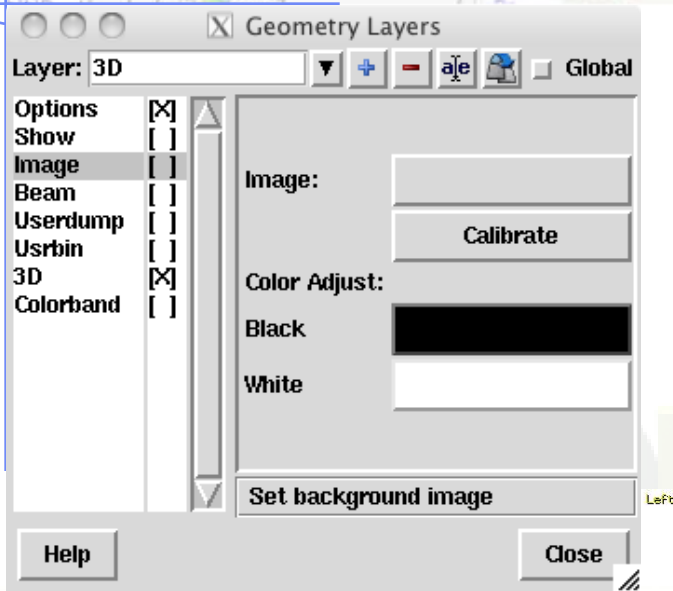 Geometry Layers
Layer: 3D Global
Options [X]
Show [ ]
Image [ ]
Beam [ ]
Userdump [ ]
Usrbin [ ]
3D [X]
Colorband [ ]
Image:
Calibrate
Color Adjust:
Black
White
Set background image
Left
Help Close